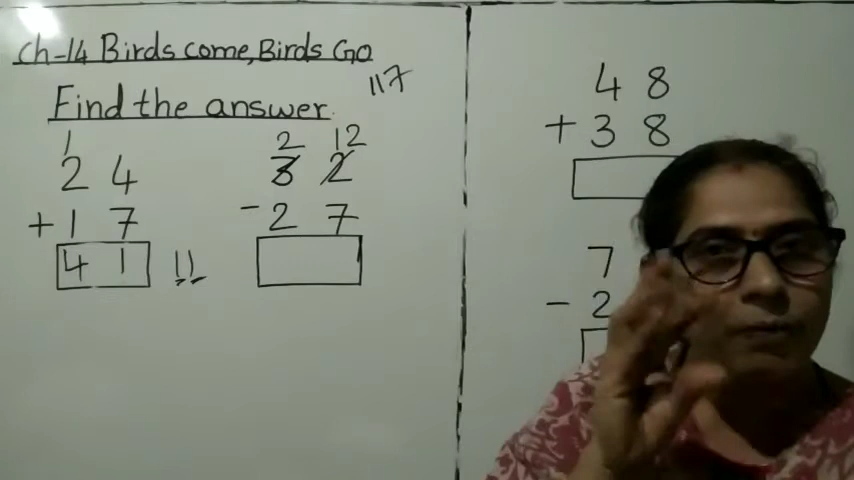 Ch-14 Birds come, Birds Go
117
Find the answer.
1
2 4
+ 1 7
4 1
11
2 12
3 2
- 2 7
4 8
+ 3 8
7
- 2